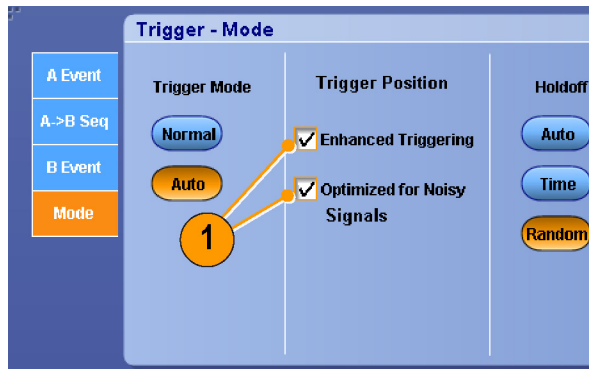 Trigger - Mode
A Event
A->B Seq
B Event
Mode
Trigger Mode
Normal
Auto
1
Trigger Position
Enhanced Triggering
Optimized for Noisy
Signals
Holdoff
Auto
Time
Random